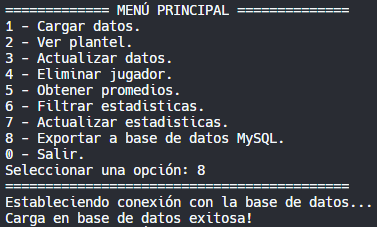 ============= MENÚ PRINCIPAL ==============
1 - Cargar datos.
2 - Ver plantel.
3 - Actualizar datos.
4 - Eliminar jugador.
5 - Obtener promedios.
6 - Filtrar estadisticas.
7 - Actualizar estadisticas.
8 - Exportar a base de datos MySQL.
0 - Salir.
Seleccionar una opción: 8
===========================================
Estableciendo conexión con la base de datos...
Carga en base de datos exitosa!